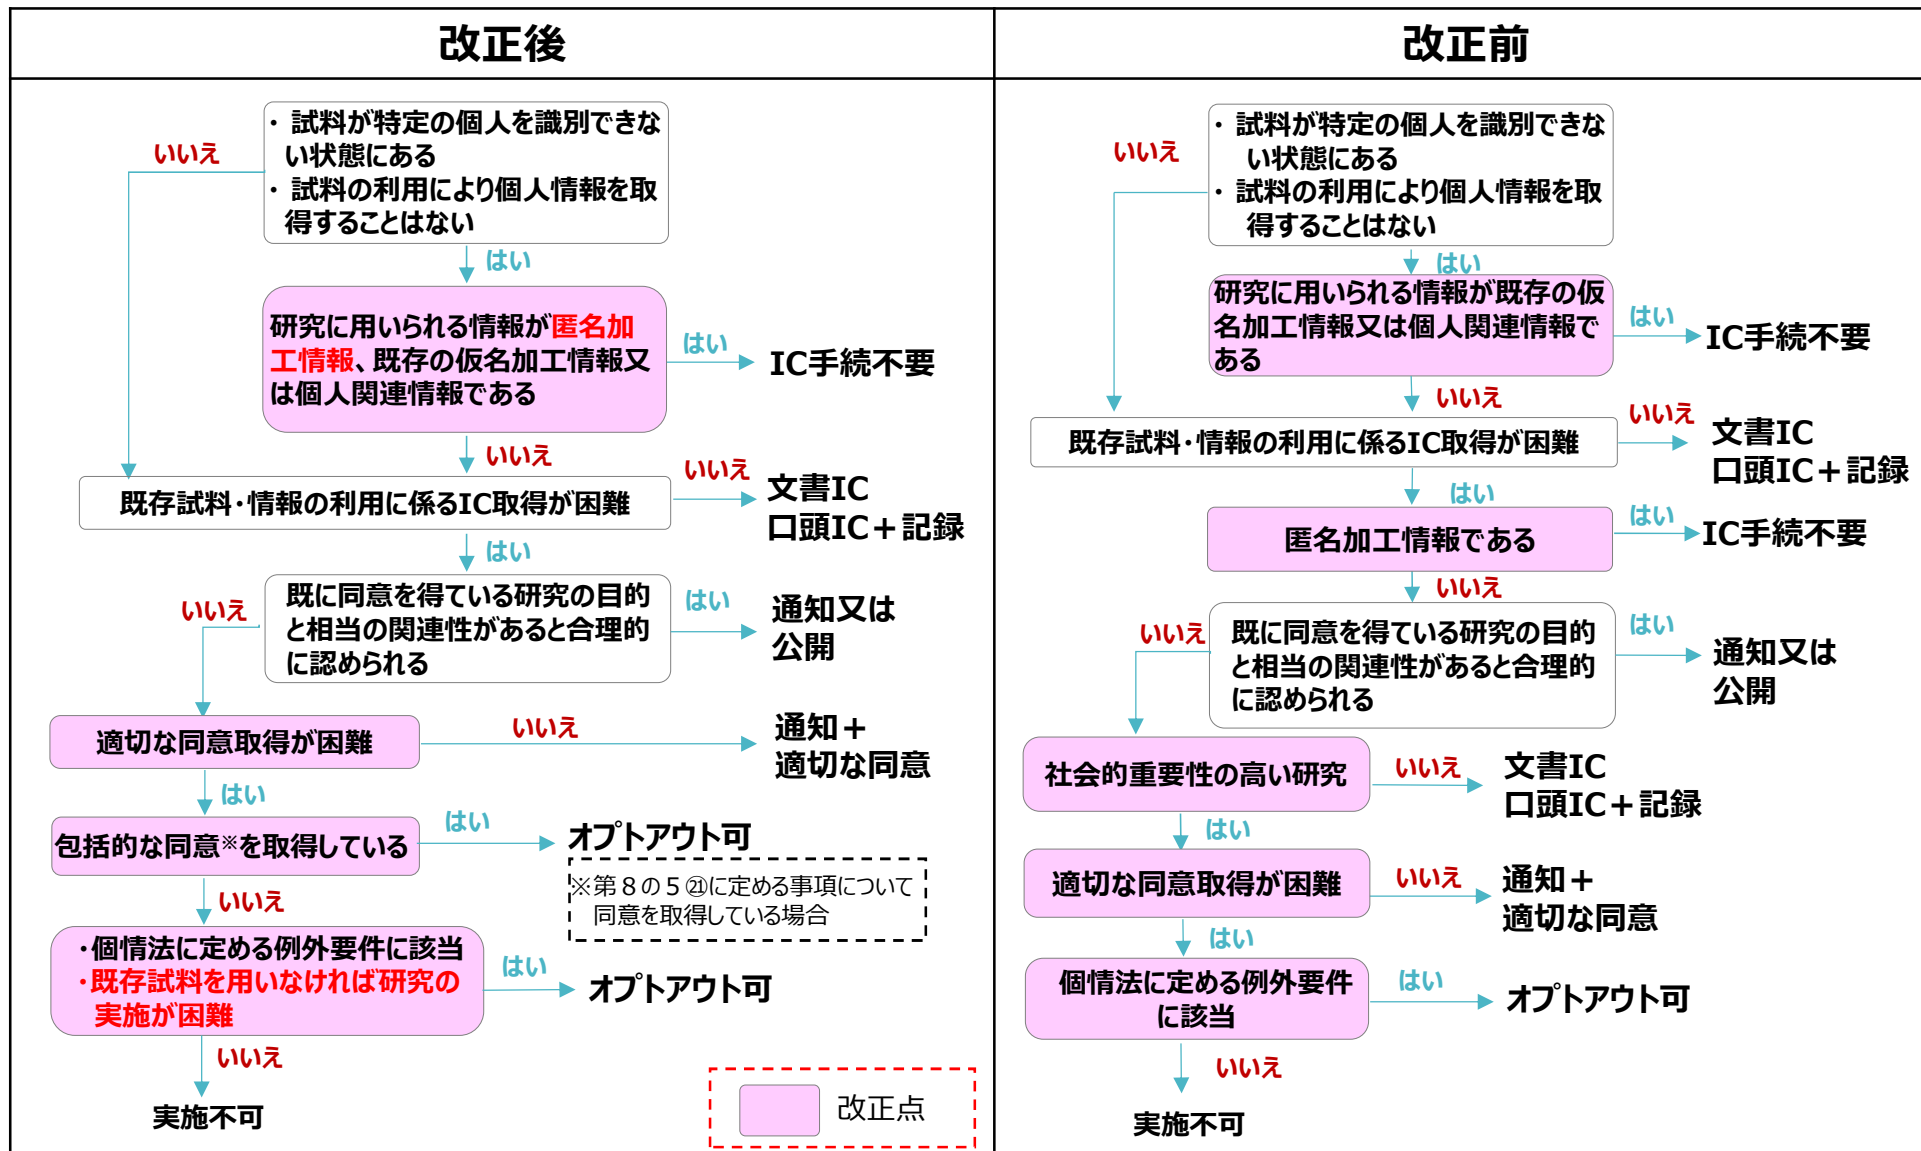 改正後
・ 試料が特定の個人を識別できな
い状態にある
・ 試料の利用により個人情報を取
得することはない
いいえ
はい
研究に用いられる情報が匿名加
工情報、既存の仮名加工情報又
は個人関連情報である
はい
IC手続不要
いいえ
既存試料・情報の利用に係るIC取得が困難
いいえ
文書IC
口頭IC＋記録
はい
既に同意を得ている研究の目的
と相当の関連性があると合理的
に認められる
はい
通知又は
公開
いいえ
適切な同意取得が困難
いいえ
通知＋
適切な同意
はい
包括的な同意※を取得している
はい
オプトアウト可
※第８の５㉑に定める事項について
同意を取得している場合
いいえ
・個情法に定める例外要件に該当
・既存試料を用いなければ研究の
実施が困難
はい
オプトアウト可
いいえ
実施不可
改正点
改正前
・ 試料が特定の個人を識別できな
い状態にある
・ 試料の利用により個人情報を取
得することはない
いいえ
はい
研究に用いられる情報が既存の仮
名加工情報又は個人関連情報で
ある
はい
IC手続不要
いいえ
既存試料・情報の利用に係るIC取得が困難
いいえ
文書IC
口頭IC＋記録
はい
匿名加工情報である
はい
IC手続不要
いいえ
既に同意を得ている研究の目的
と相当の関連性があると合理的
に認められる
はい
通知又は
公開
いいえ
社会的重要性の高い研究
いいえ
文書IC
口頭IC＋記録
はい
適切な同意取得が困難
いいえ
通知＋
適切な同意
はい
個情法に定める例外要件
に該当
はい
オプトアウト可
いいえ
実施不可